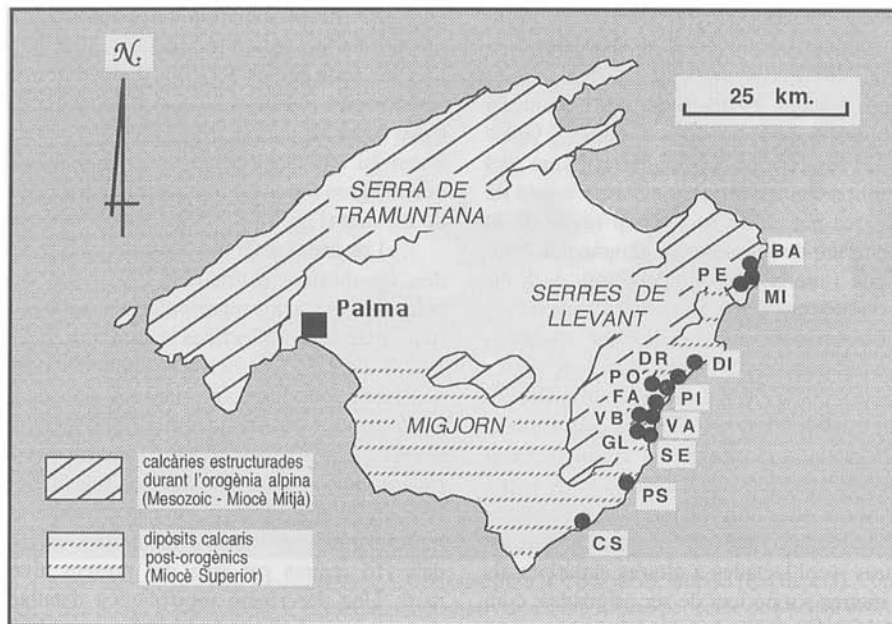 N.
25 km.
SERRA DE
TRAMUNTANA
BA
PE
MI
SERRES DE
LLEVANT
Palma
DR
DI
PO
FA
PI
MIGJORN
VB
VA
GL
SE
PS
CS
calcàries estructurades
durant l'orogènia alpina
(Mesozoic - Miocè Mitjà)
dipòsits calcaris
post-orogènics
(Miocè Superior)